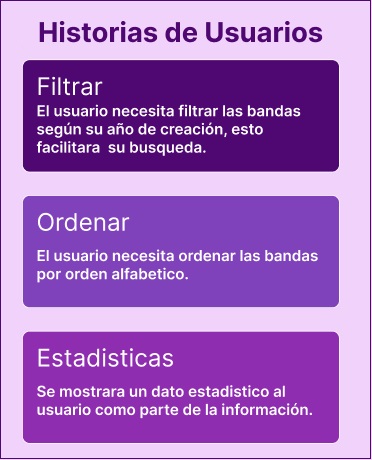 Historias de Usuarios
Filtrar
El usuario necesita filtrar las bandas
según su año de creación, esto
facilitara su busqueda.
Ordenar
El usuario necesita ordenar las bandas
por orden alfabetico.
Estadisticas
Se mostrara un dato estadistico al
usuario como parte de la información.